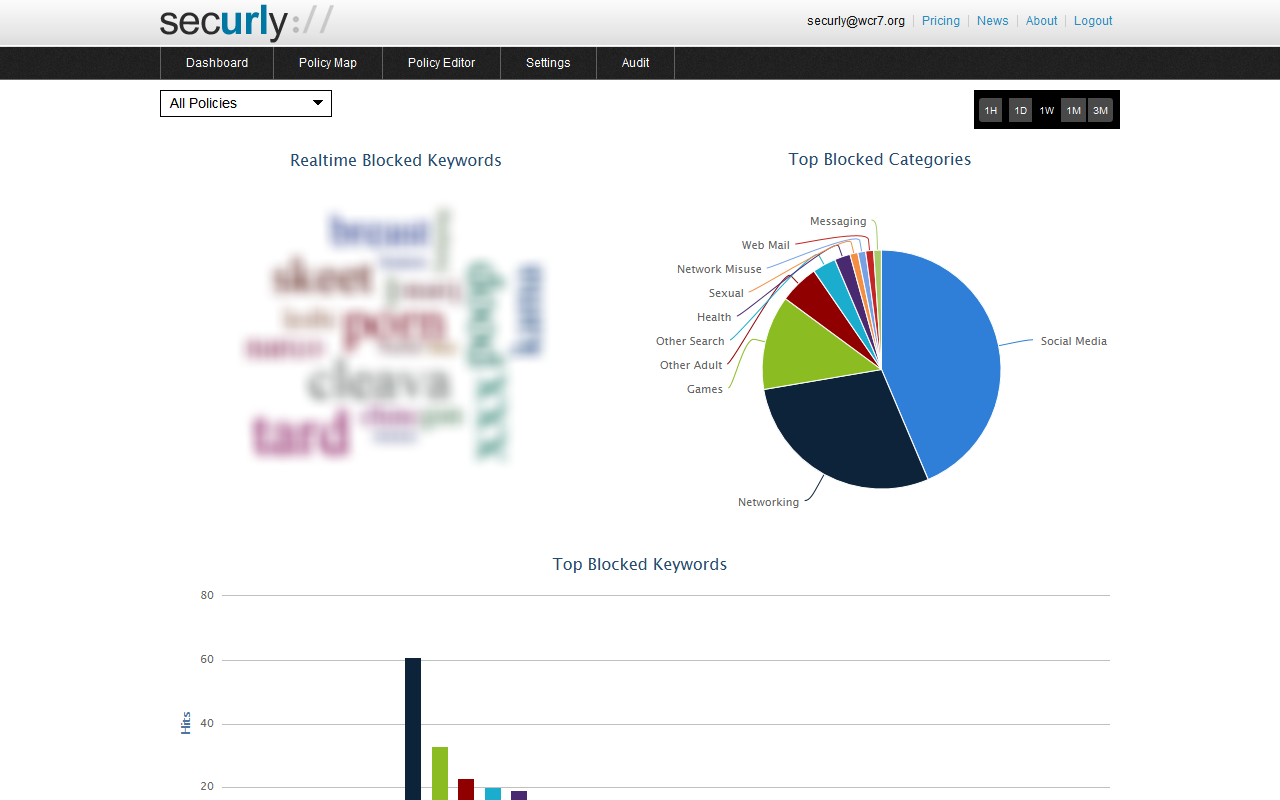 securly://
securly@wcr7.org | Pricing | News | About | Logout
Dashboard Policy Map Policy Editor Settings Audit
All Policies
1H 1D 1W 1M 3M
Realtime Blocked Keywords
breast
skeet
porn
cleava
tard
xxx
Top Blocked Categories
Messaging
Web Mail
Network Misuse
Sexual
Health
Other Search
Other Adult
Games
Networking
Social Media
Top Blocked Keywords
Hits
80
60
40
20